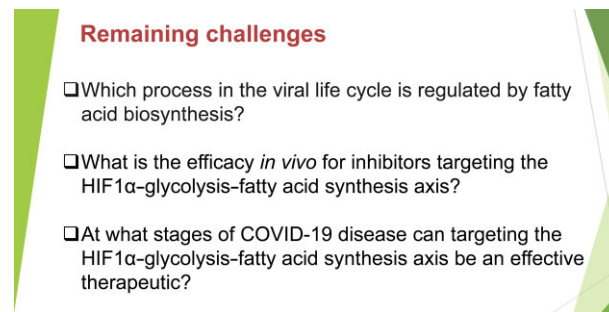 Remaining challenges
❑Which process in the viral life cycle is regulated by fatty
acid biosynthesis?
❑What is the efficacy in vivo for inhibitors targeting the
HIF1α-glycolysis-fatty acid synthesis axis?
❑At what stages of COVID-19 disease can targeting the
HIF1α-glycolysis-fatty acid synthesis axis be an effective
therapeutic?